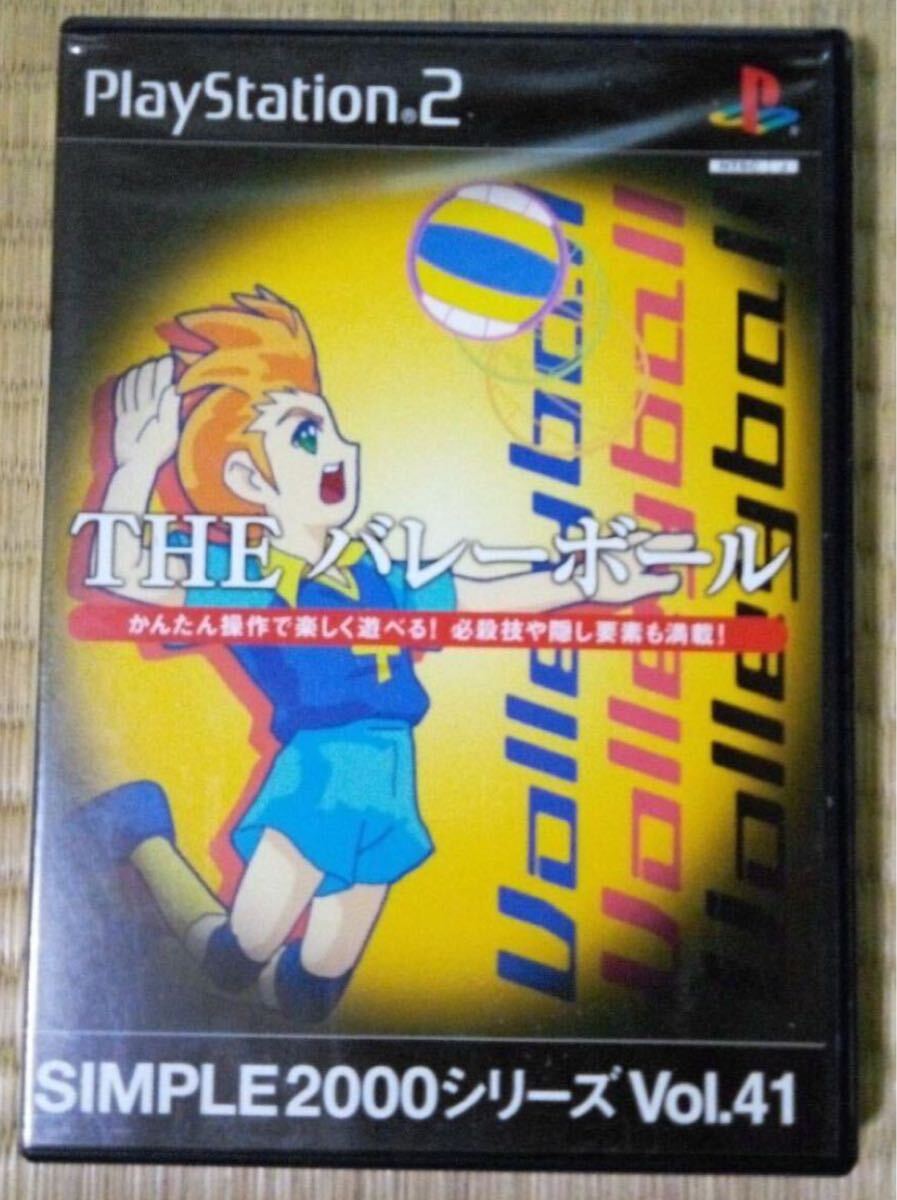 PlayStation®2
NTSC J
Volleyball
Volleyball
Volleyball
THE バレーボール
かんたん操作で楽しく遊べる! 必殺技や隠し要素も満載!
SIMPLE2000シリーズ Vol.41